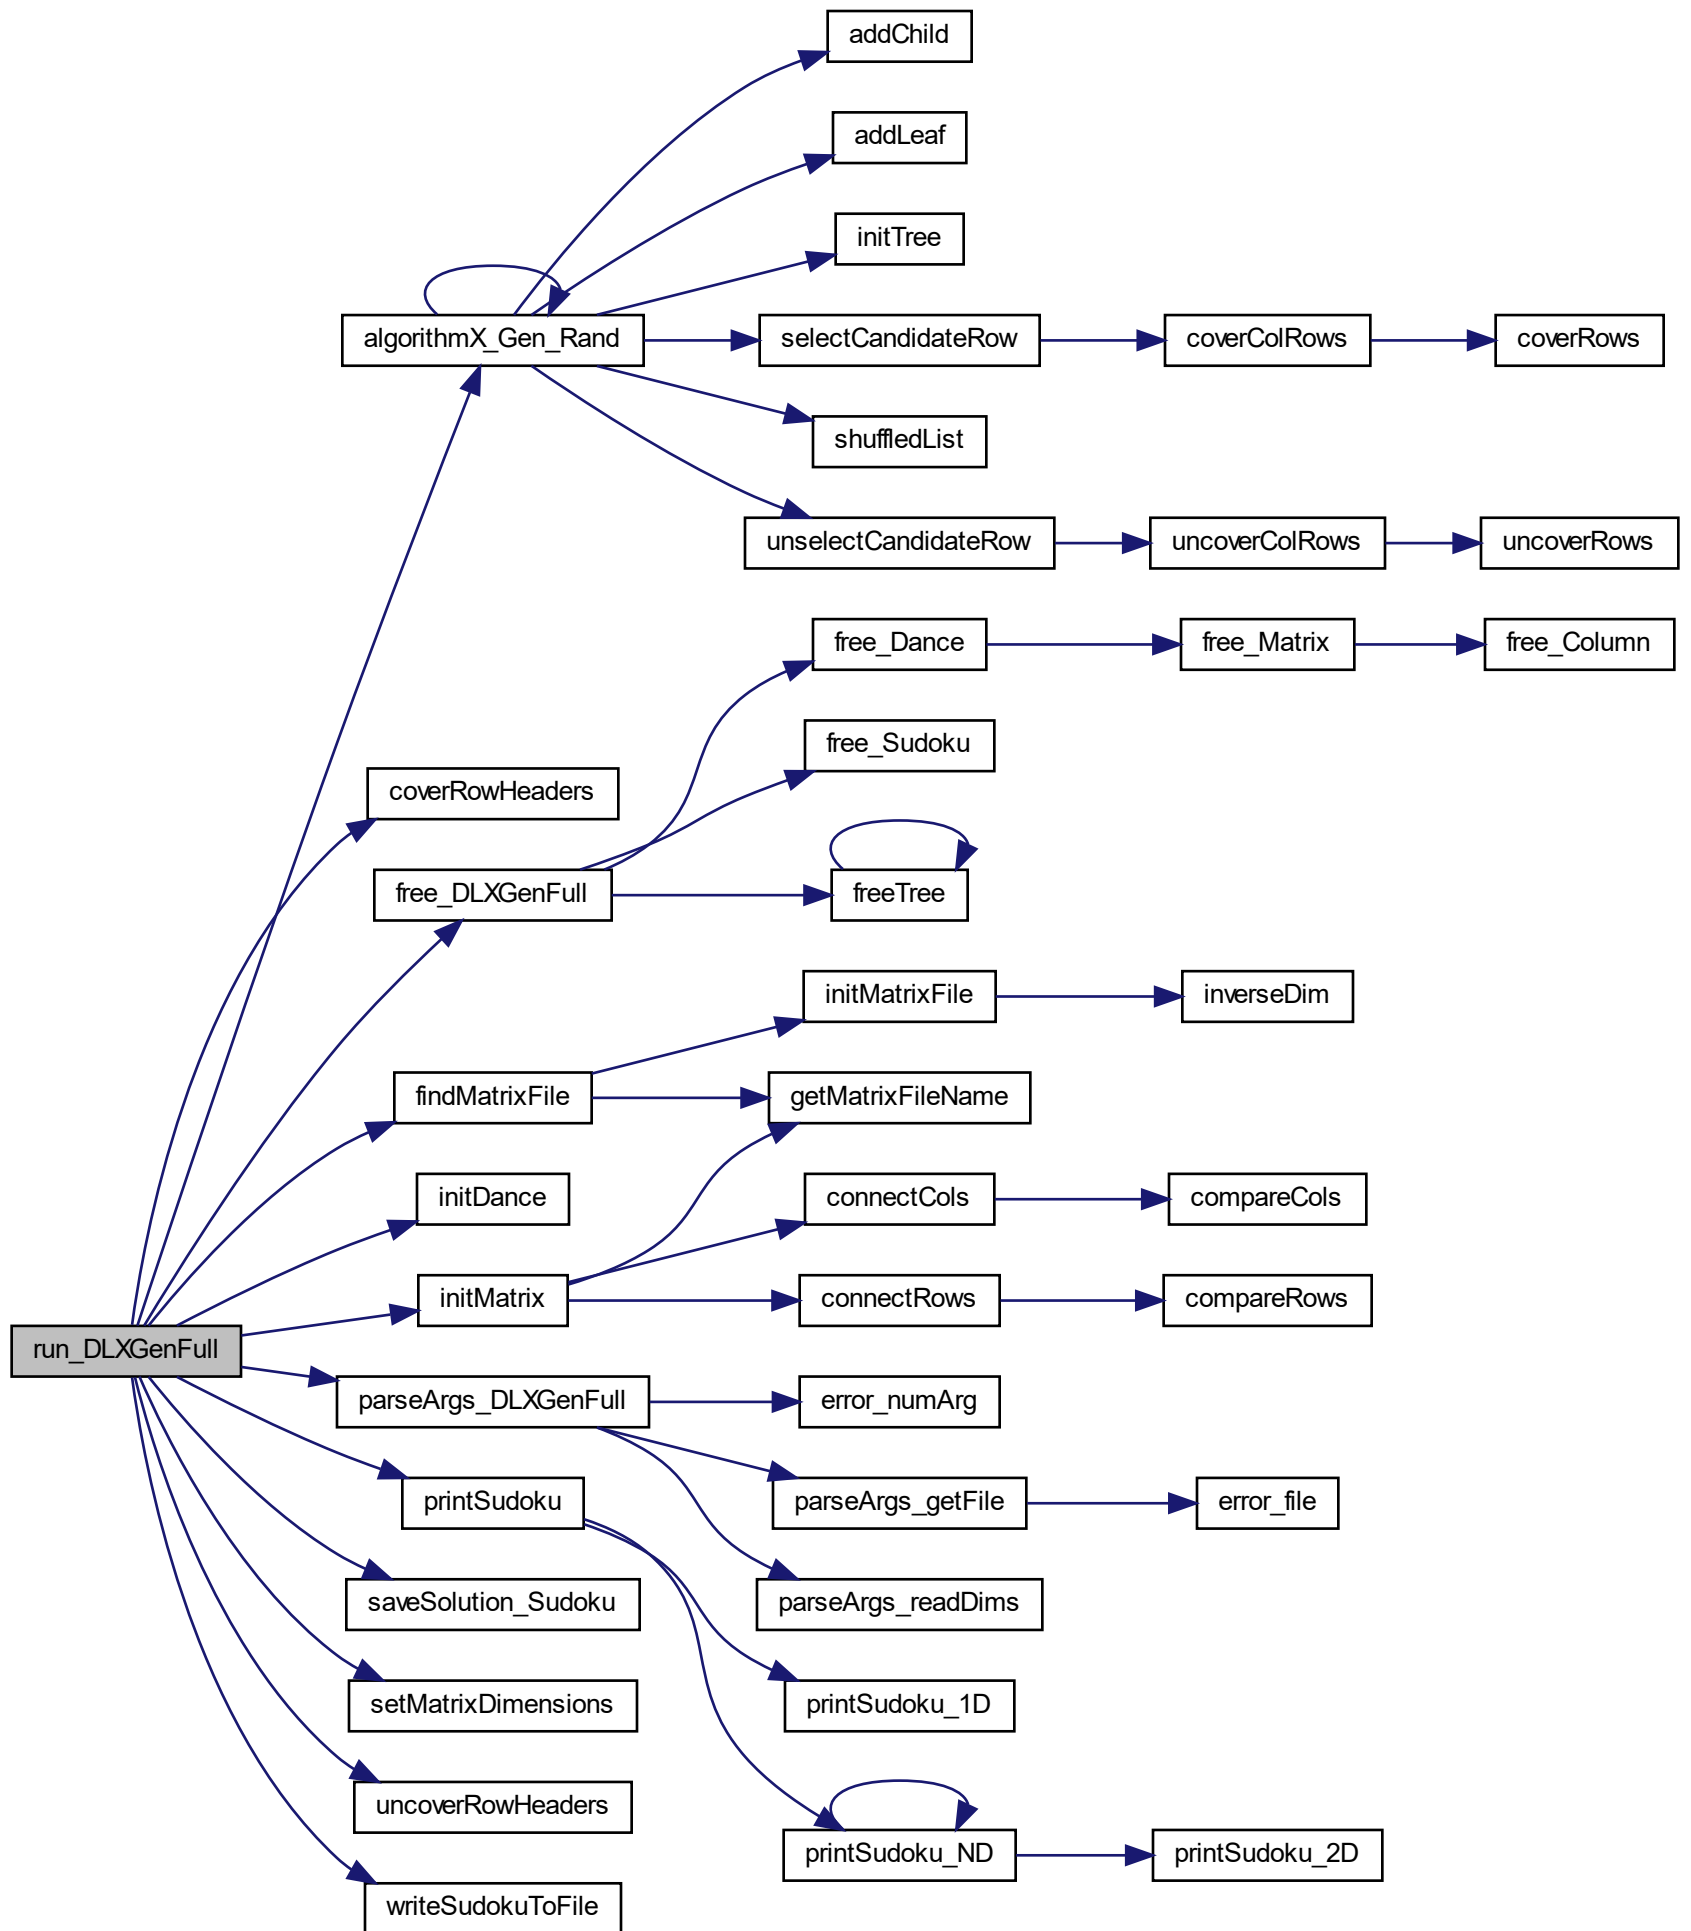 addChild
addLeaf
initTree
algorithmX_Gen_Rand
selectCandidateRow
coverColRows
coverRows
shuffledList
unselectCandidateRow
uncoverColRows
uncoverRows
free_Dance
free_Matrix
free_Column
free_Sudoku
coverRowHeaders
free_DLXGenFull
freeTree
initMatrixFile
inverseDim
findMatrixFile
getMatrixFileName
initDance
connectCols
compareCols
initMatrix
connectRows
compareRows
run_DLXGenFull
parseArgs_DLXGenFull
error_numArg
printSudoku
parseArgs_getFile
error_file
saveSolution_Sudoku
parseArgs_readDims
setMatrixDimensions
printSudoku_1D
uncoverRowHeaders
printSudoku_ND
printSudoku_2D
writeSudokuToFile